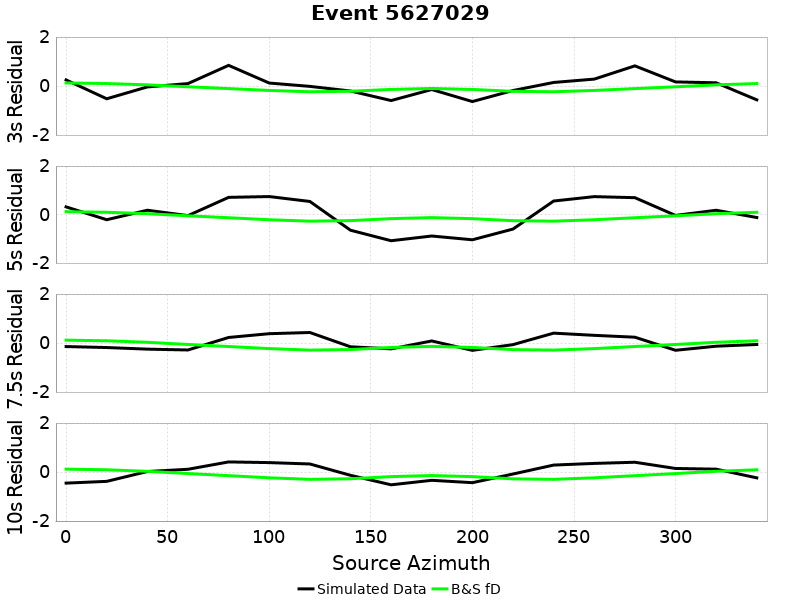 Event 5627029
3s Residual
2
0
-2
5s Residual
2
0
-2
7.5s Residual
2
0
-2
10s Residual
2
0
-2
0 50 100 150 200 250 300
Source Azimuth
Simulated Data B&S fD